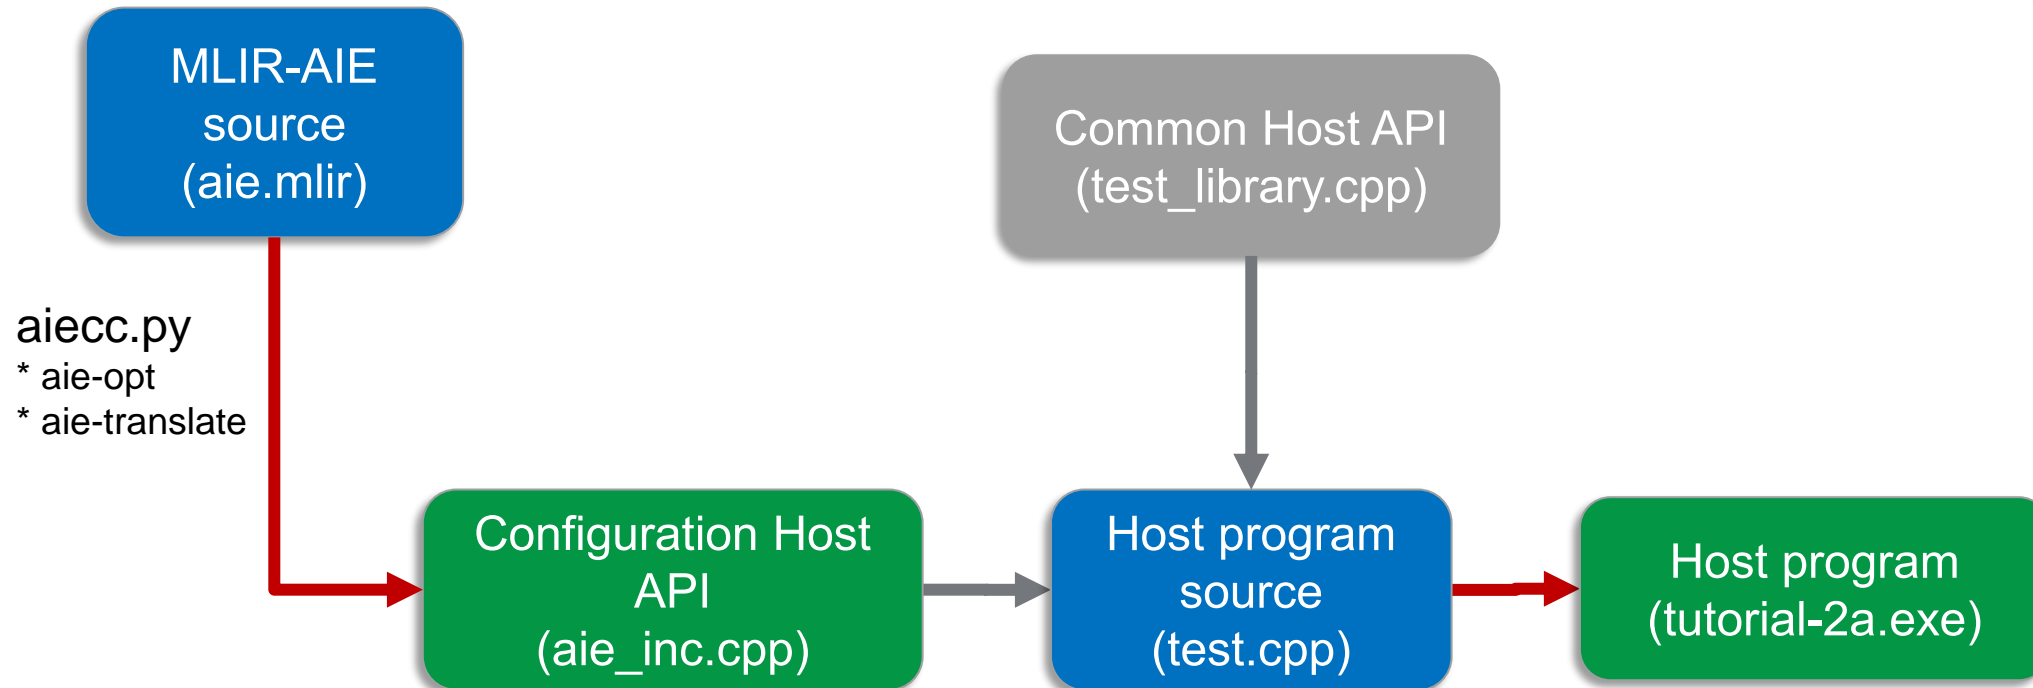 MLIR-AIE
source
(aie.mlir)
Common Host API
(test_library.cpp)
aiecc.py
* aie-opt
* aie-translate
Configuration Host
API
(aie_inc.cpp)
Host program
source
(test.cpp)
Host program
(tutorial-2a.exe)